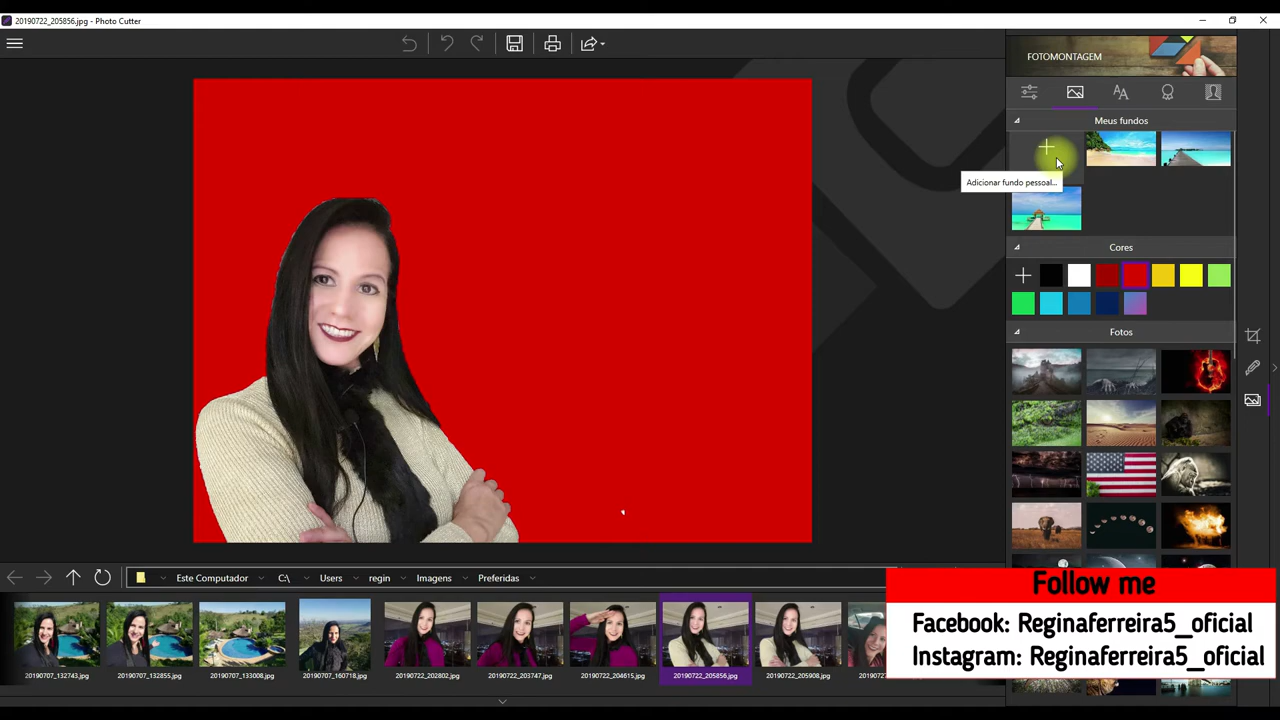 20190722_205856.jpg - Photo Cutter
FOTOMONTAGEM
Meus fundos
Adicionar fundo pessoal...
Cores
Fotos
Este Computador
C:\
Users
regin
Imagens
Preferidas
Follow me
Facebook: Reginaferreira5_oficial
Instagram: Reginaferreira5_oficial
20190707_132743.jpg
20190707_132855.jpg
20190707_133008.jpg
20190707_160718.jpg
20190722_202802.jpg
20190722_203747.jpg
20190722_204615.jpg
20190722_205856.jpg
20190722_205908.jpg